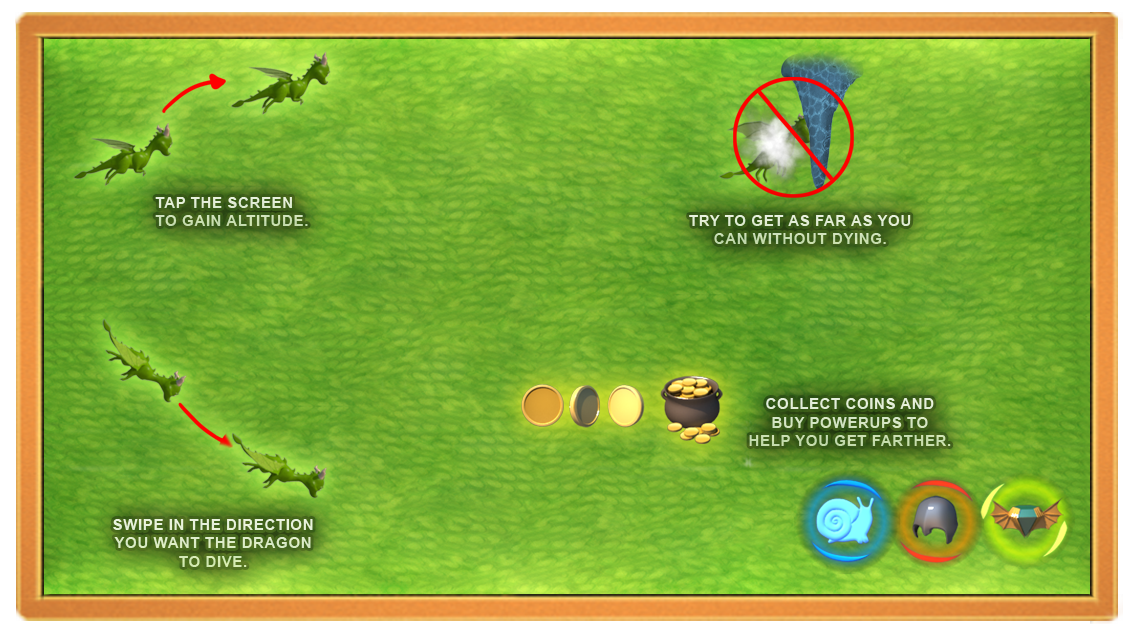 TAP THE SCREEN
TO GAIN ALTITUDE.
TRY TO GET AS FAR AS YOU
CAN WITHOUT DYING.
SWIPE IN THE DIRECTION
YOU WANT THE DRAGON
TO DIVE.
COLLECT COINS AND
BUY POWERUPS TO
HELP YOU GET FARTHER.